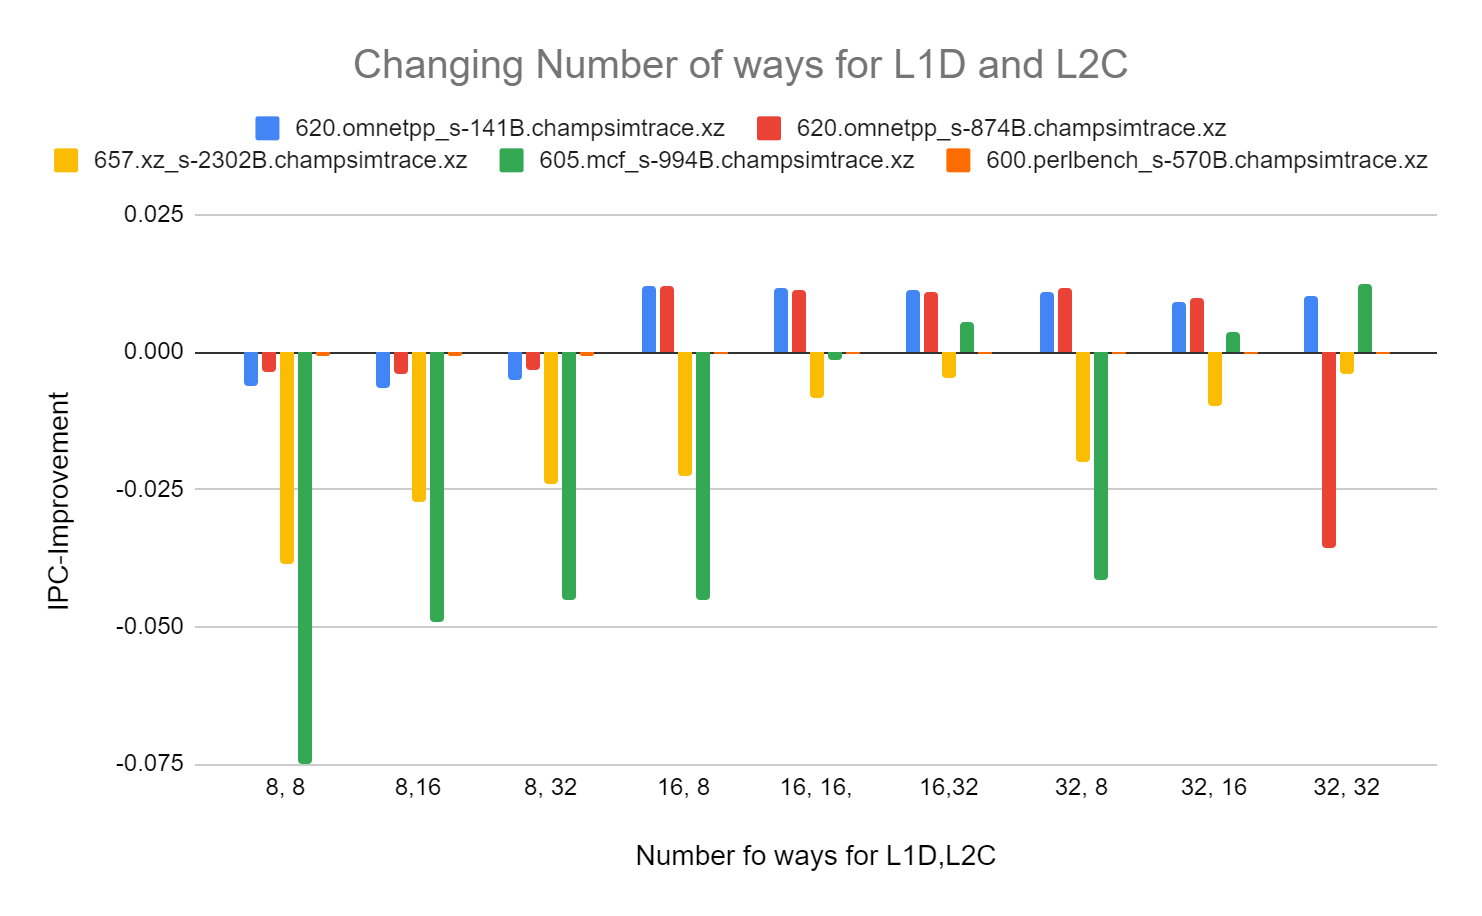 Changing Number of ways for L1D and L2C
620.omnetpp_s-141B.champsimtrace.xz 620.omnetpp_s-874B.champsimtrace.xz
657.xz_s-2302B.champsimtrace.xz 605.mcf_s-994B.champsimtrace.xz 600.perlbench_s-570B.champsimtrace.xz
0.025
0.000
-0.025
-0.050
-0.075
IPC-Improvement
8, 8 8,16 8, 32 16, 8 16, 16, 16,32 32, 8 32, 16 32, 32
Number fo ways for L1D,L2C